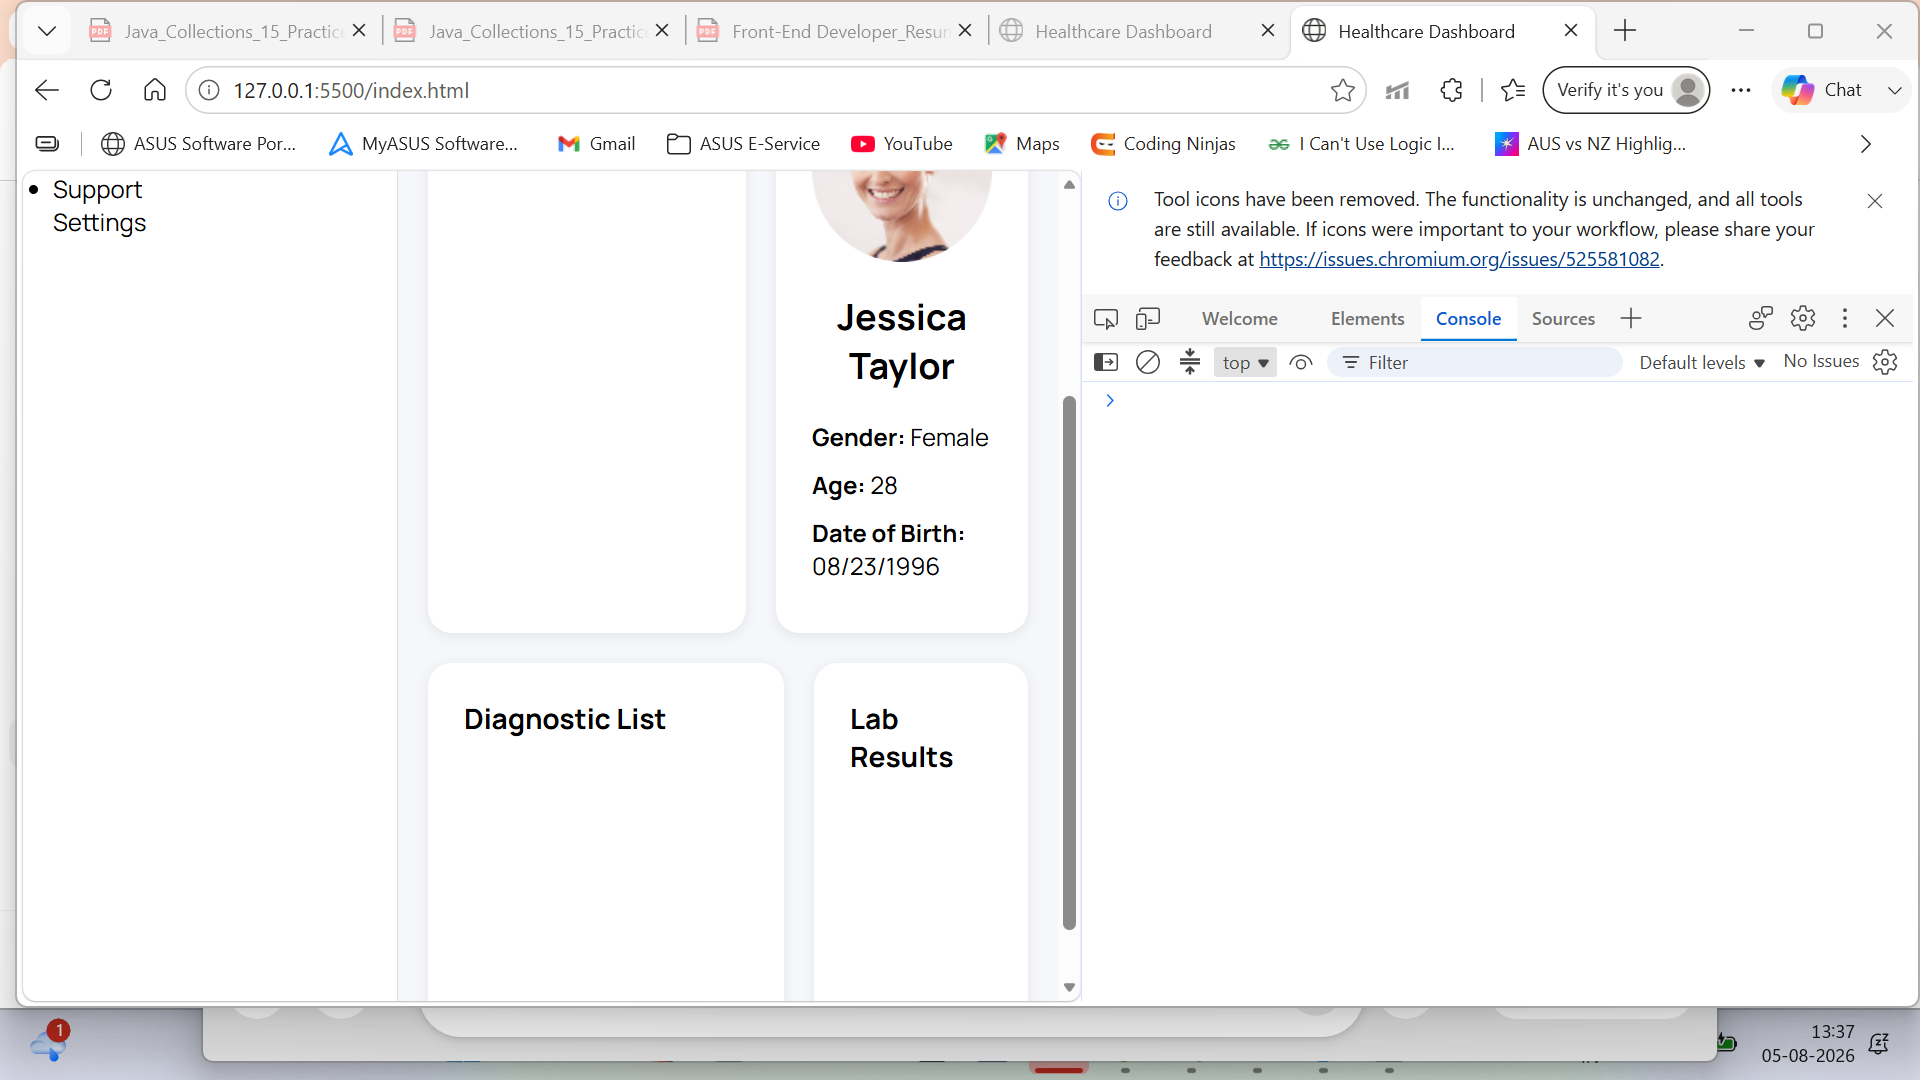 Java_Collections_15_Practice
Java_Collections_15_Practice
Front-End Developer_Resum
Healthcare Dashboard
Healthcare Dashboard
127.0.0.1:5500/index.html
Verify it's you
Chat
ASUS Software Por...
MyASUS Software...
Gmail
ASUS E-Service
YouTube
Maps
Coding Ninjas
I Can't Use Logic I...
AUS vs NZ Highlig...
Support
Settings
Jessica
Taylor
Gender: Female
Age: 28
Date of Birth:
08/23/1996
Diagnostic List
Lab
Results
Tool icons have been removed. The functionality is unchanged, and all tools
are still available. If icons were important to your workflow, please share your
feedback at https://issues.chromium.org/issues/525581082.
Welcome
Elements
Console
Sources
top
Filter
Default levels
No Issues
1
13:37
05-08-2026